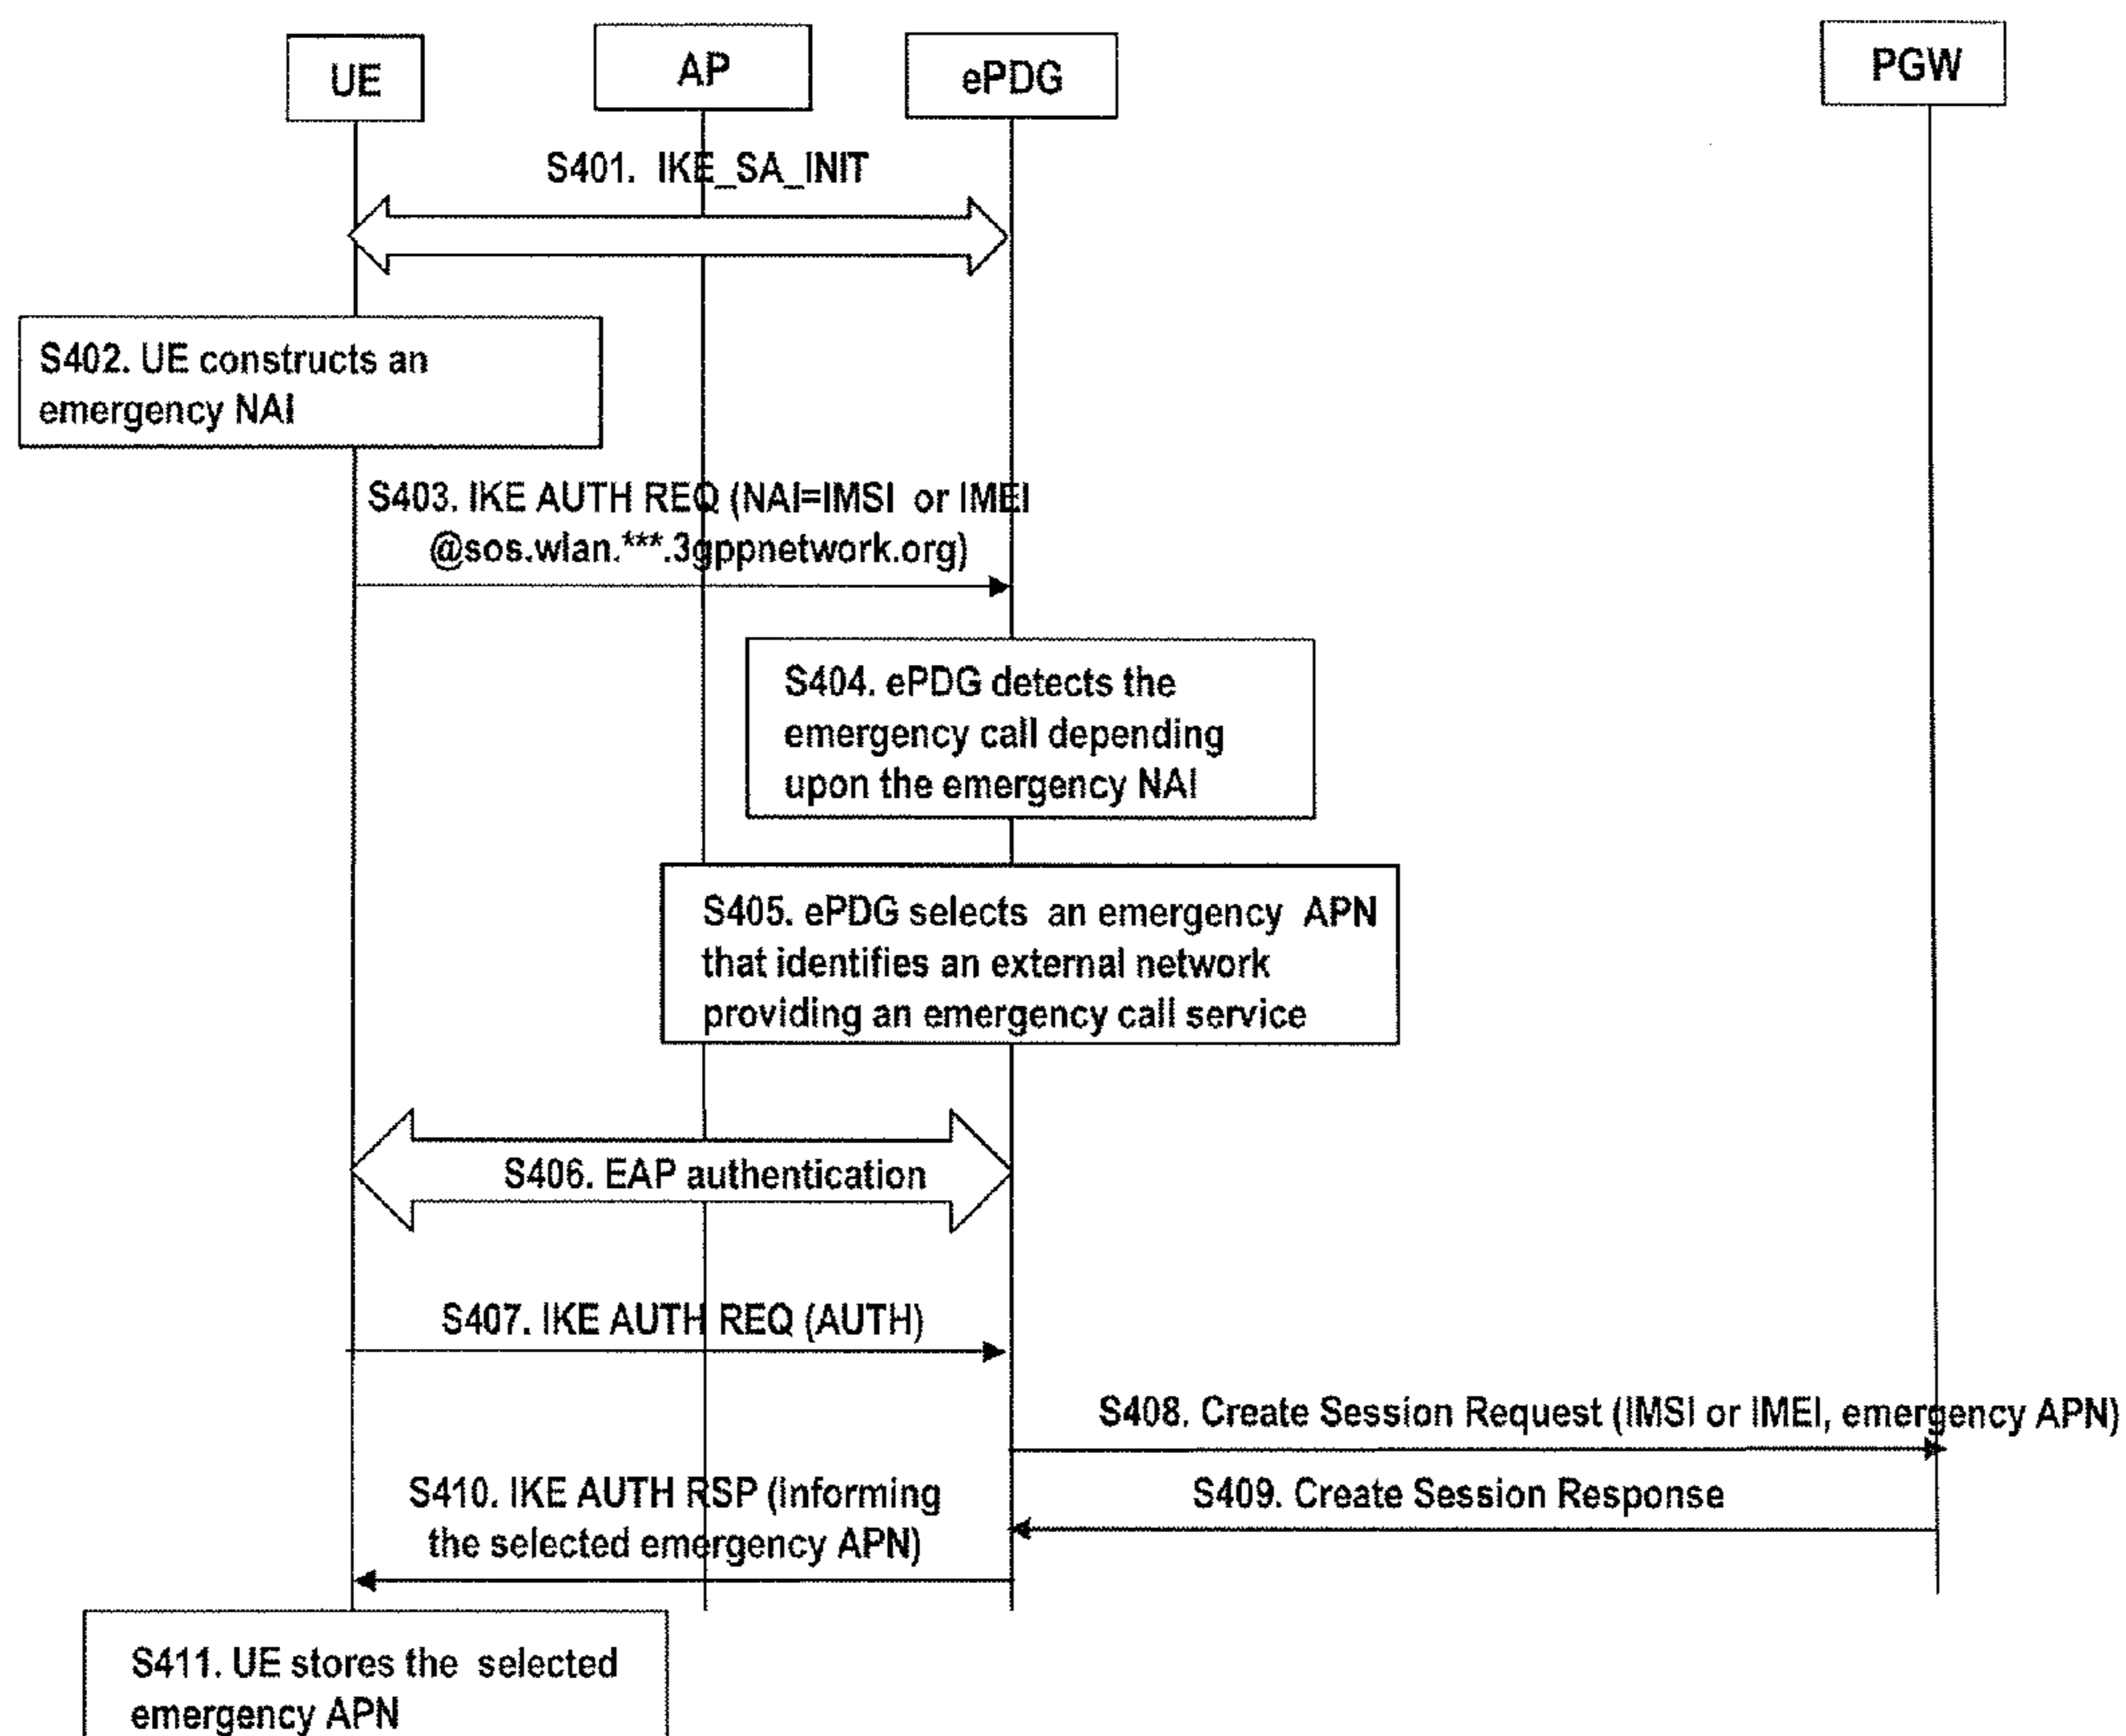 UE
AP
ePDG
PGW
S401. IKE_SA_INIT
S402. UE constructs an
emergency NAI
S403. IKE AUTH REQ (NAI=IMSI or IMEI
@sos.wlan.***.3gppnetwork.org)
S404. ePDG detects the
emergency call depending
upon the emergency NAI
S405. ePDG selects an emergency APN
that identifies an external network
providing an emergency call service
S406. EAP authentication
S407. IKE AUTH REQ (AUTH)
S408. Create Session Request (IMSI or IMEI, emergency APN)
S409. Create Session Response
S410. IKE AUTH RSP (informing
the selected emergency APN)
S411. UE stores the selected
emergency APN